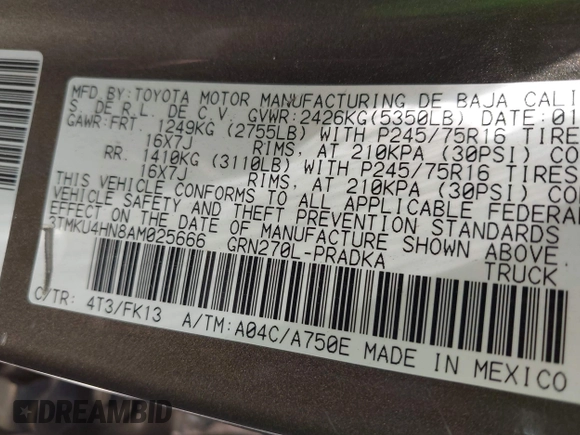 MFD BY:TOYOTA MOTOR MANUFACTURING DE BAJA CALI
S. DE R.L. DE C.V. GVWR:2426KG(5350LB) DATE:01
GAWR:FRT. 1249KG (2755LB) WITH P245/75R16 TIRES
16X7J RIMS, AT 210KPA (30PSI) CO
RR. 1410KG (3110LB) WITH P245/75R16 TIRES
16X7J RIMS, AT 210KPA (30PSI) CO
THIS VEHICLE CONFORMS TO ALL APPLICABLE FEDERA
VEHICLE SAFETY AND THEFT PREVENTION STANDARDS
EFFECT ON THE DATE OF MANUFACTURE SHOWN ABOVE.
3TMKU4HN8AM025666 GRN270L-PRADKA TRUCK
C/TR: 4T3/FK13 A/TM:A04C/A750E MADE IN MEXICO
DREAMBID